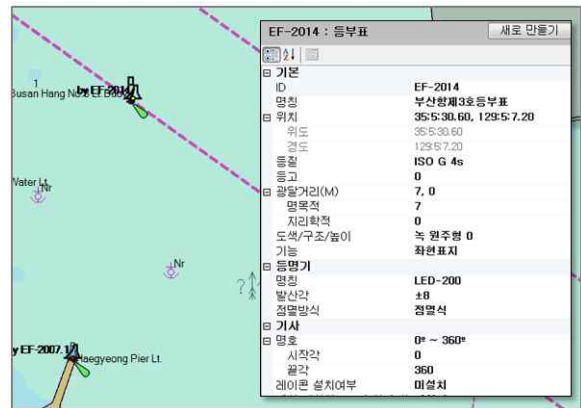 1
by EF-2014
Busan Hang No.3 Lt Buoy
Water Lt.
Nr
Nr
?
y EF-2007.1
Haegyeong Pier Lt.
EF-2014 : 등부표
새로 만들기
기본
ID EF-2014
명칭 부산항제3호등부표
위치 35:5:30.60, 129:5:7.20
위도 35:5:30.60
경도 129:5:7.20
등질 ISO G 4s
등고 0
광달거리(M) 7, 0
명목적 7
지리학적 0
도색/구조/높이 녹 원주형 0
기능 좌현표지
등명기
명칭 LED-200
발산각 ±8
점멸방식 점멸식
기사
명호 0º ~ 360º
시작각 0
끝각 360
레이콘 설치여부 미설치